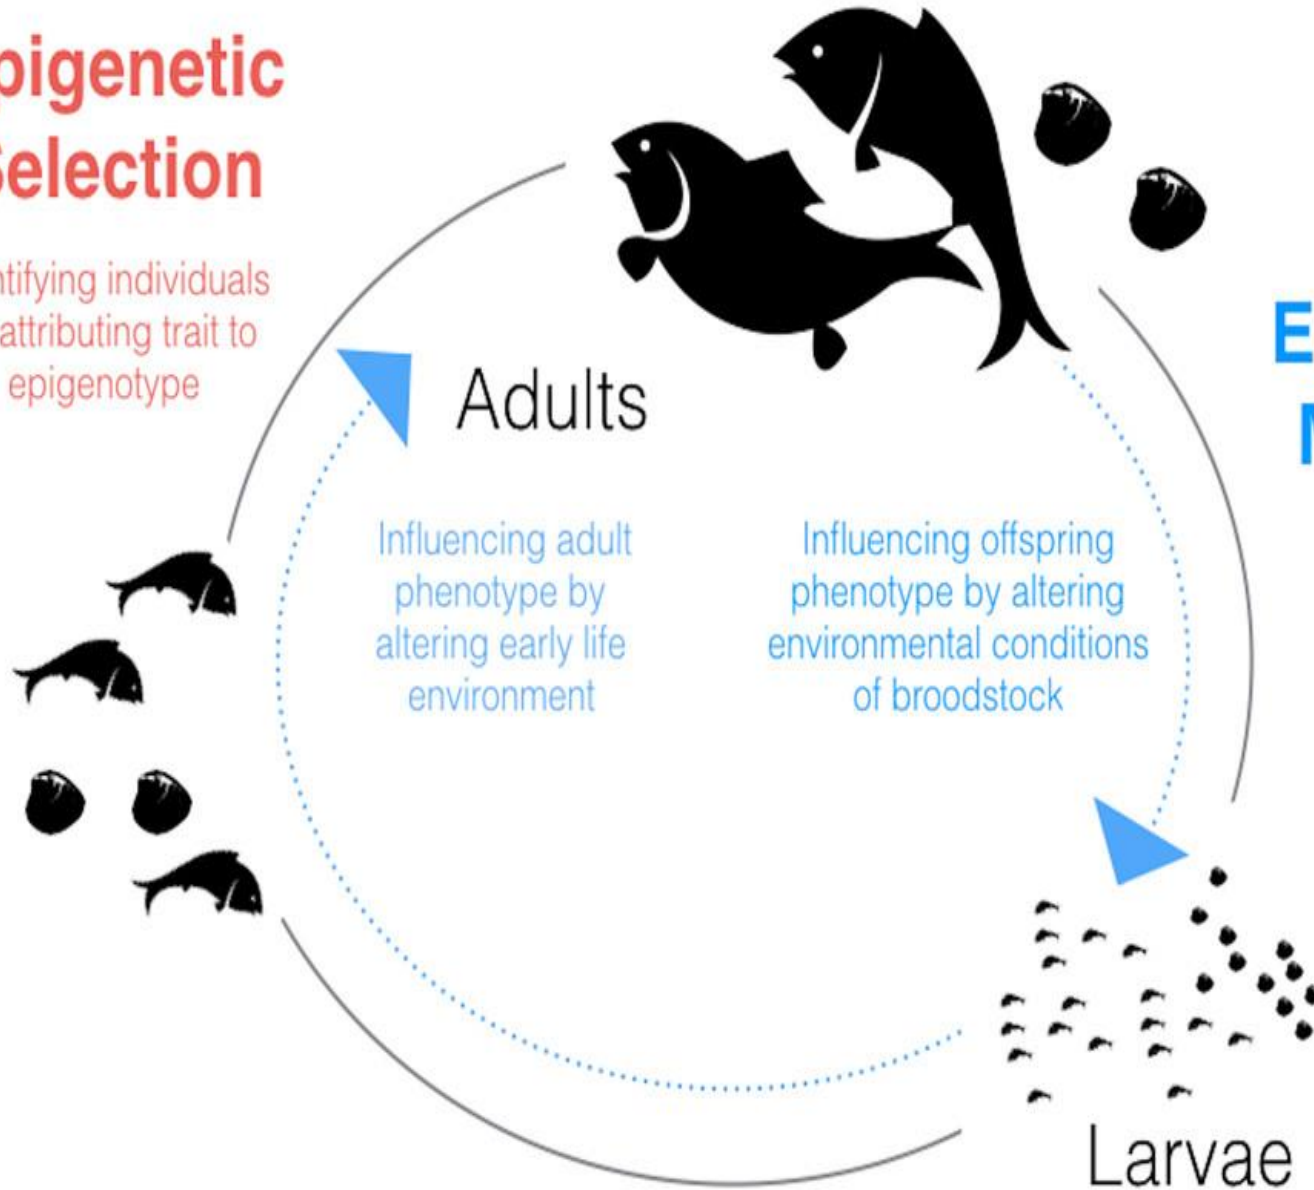 pigenetic
Selection
ntifying individuals
attributing trait to
epigenotype
Adults
E
Influencing adult
phenotype by
altering early life
environment
Influencing offspring
phenotype by altering
environmental conditions
of broodstock
Larvae